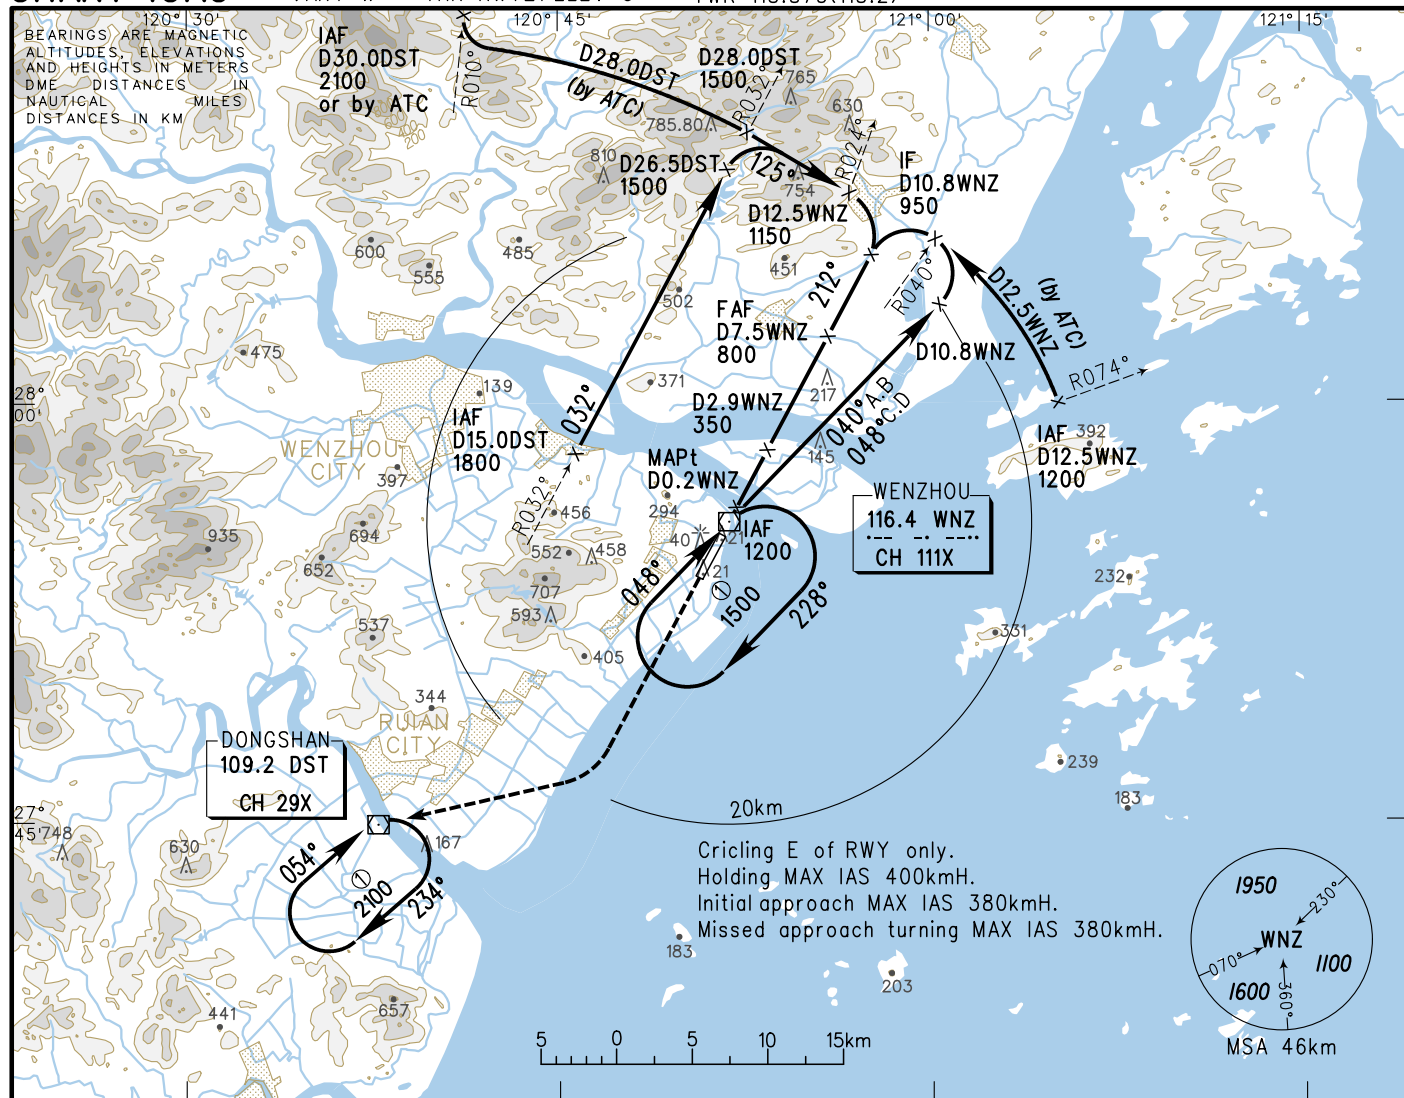 120° 30'
120° 45'
121° 00'
121° 15'
BEARINGS ARE MAGNETIC
ALTITUDES, ELEVATIONS
AND HEIGHTS IN METERS
DME DISTANCES IN
NAUTICAL MILES
DISTANCES IN KM
IAF
D30.0DST
2100
or by ATC
R010°
D28.0DST
(by ATC)
D28.0DST
1500
R032°
765
785.80
630
R024°
810
D26.5DST
1500
125°
754
IF
D10.8WNZ
950
D12.5WNZ
1150
600
555
485
451
502
212°
R040°
D12.5WNZ
(by ATC)
FAF
D7.5WNZ
800
D10.8WNZ
R074°
475
28°
00'
139
371
217
032°
IAF
D15.0DST
1800
D2.9WNZ
350
040° A.B
048° C.D
145
IAF
D12.5WNZ
1200
392
WENZHOU
CITY
397
MAPt
D0.2WNZ
R032°
456
294
407
21
IAF
1200
WENZHOU
116.4 WNZ
CH 111X
935
694
652
552
458
707
593
21
048°
1500
1
228°
232
331
537
405
344
RUIAN
CITY
DONGSHAN
109.2 DST
CH 29X
239
183
20km
27°
45'
748
630
167
054°
1
2100
234°
Cricling E of RWY only.
Holding MAX IAS 400kmH.
Initial approach MAX IAS 380kmH.
Missed approach turning MAX IAS 380kmH.
183
203
657
441
1950
230°
WNZ
070°
1100
1600
360°
MSA 46km
5 0 5 10 15km